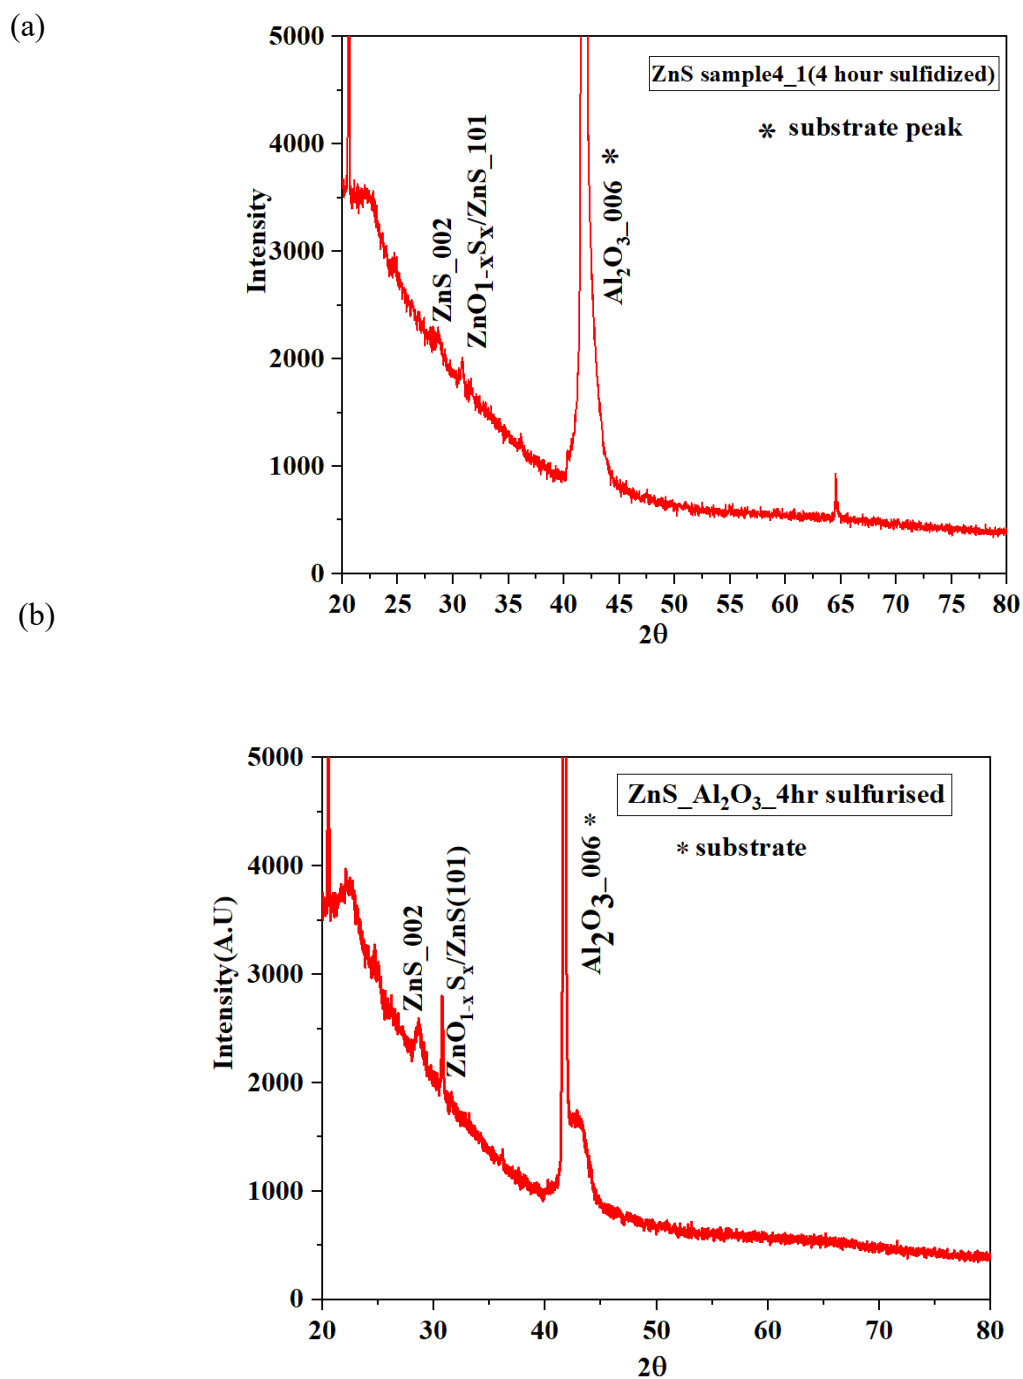 (a)
5000
4000
3000
2000
1000
0
Intensity
ZnS sample4_1(4 hour sulfidized)
* substrate peak
ZnS_002
ZnO₁₋ₓSₓ/ZnS_101
Al₂O₃_006 *
20 25 30 35 40 45 50 55 60 65 70 75 80
2θ
(b)
5000
4000
3000
2000
1000
0
Intensity(A.U)
ZnS_Al₂O₃_4hr sulfurised
* substrate
ZnS_002
ZnO₁₋ₓSₓ/ZnS(101)
Al₂O₃_006 *
20 30 40 50 60 70 80
2θ